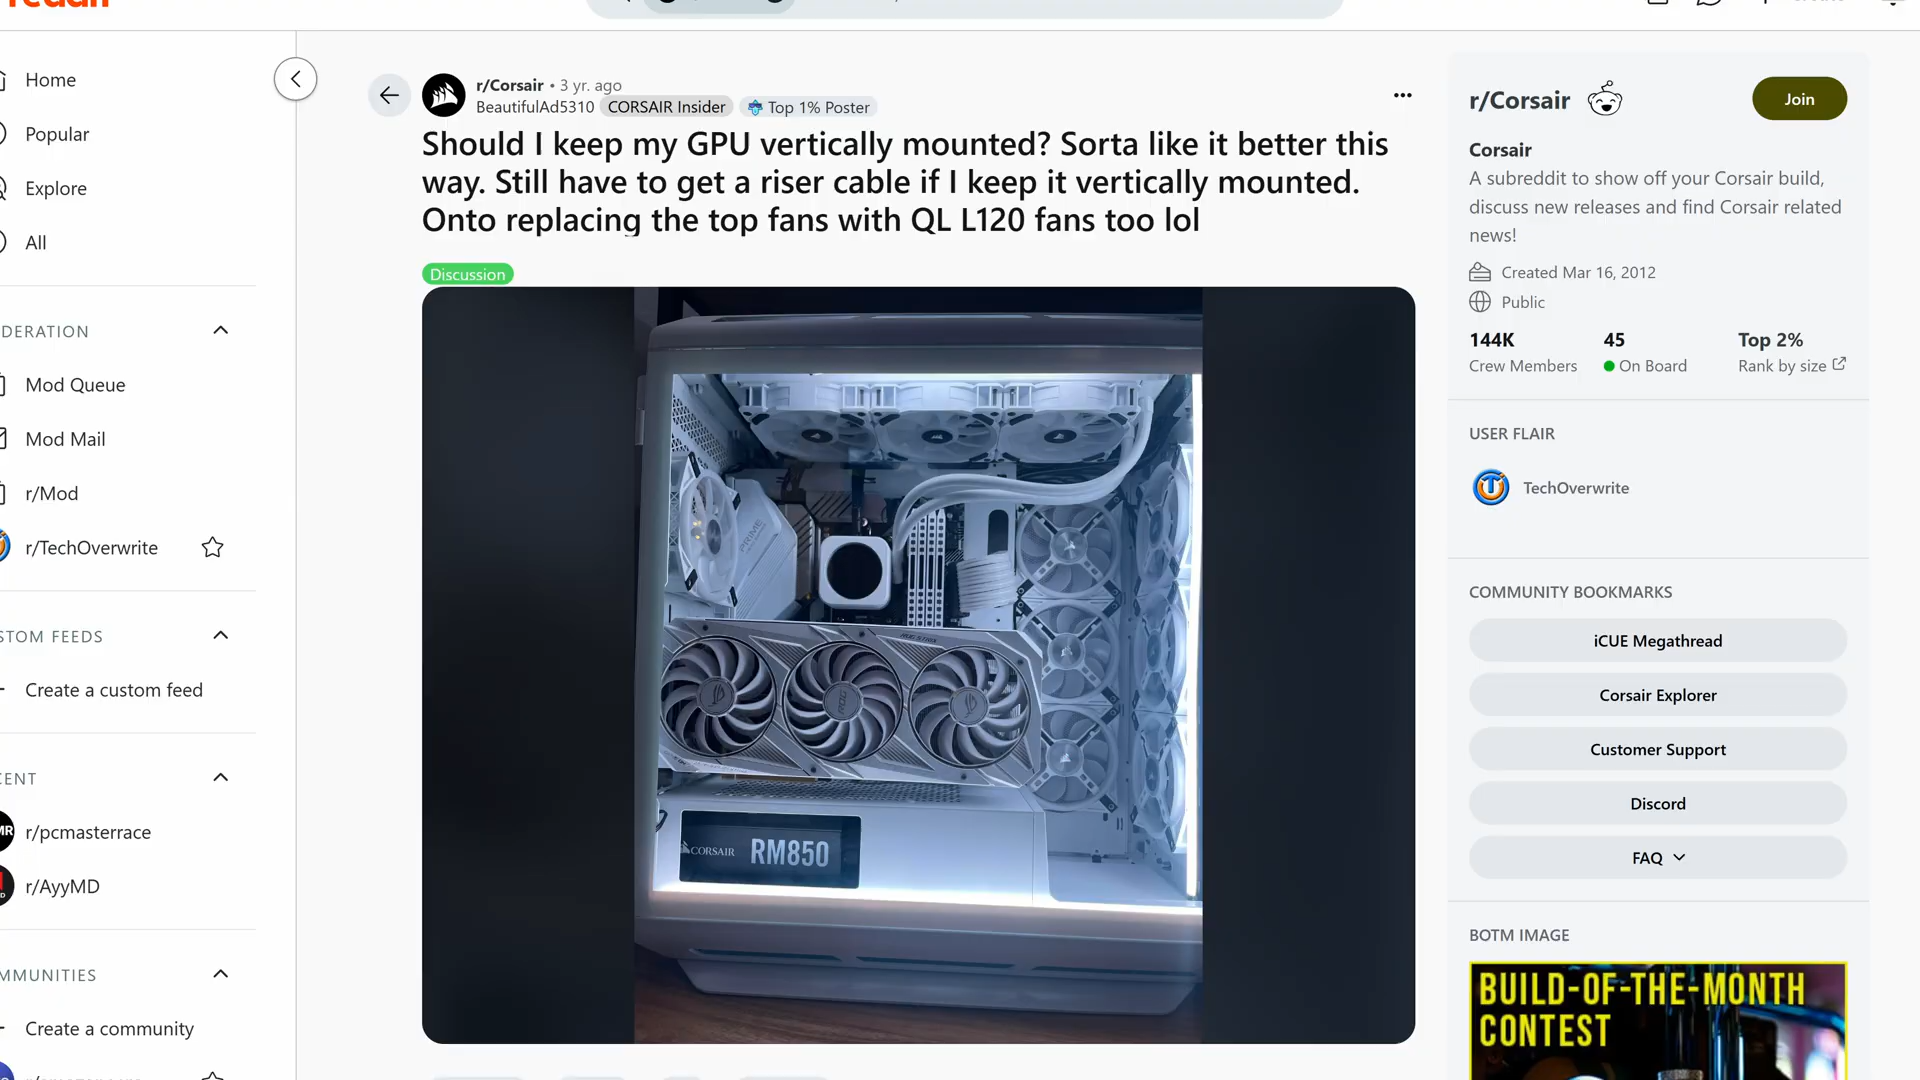 Home
Popular
Explore
All
DERATION
Mod Queue
Mod Mail
r/Mod
r/TechOverwrite
STOM FEEDS
Create a custom feed
CENT
r/pcmasterrace
r/AyyMD
MMUNITIES
Create a community
r/Corsair • 3 yr. ago
BeautifulAd5310 CORSAIR Insider Top 1% Poster
Should I keep my GPU vertically mounted? Sorta like it better this
way. Still have to get a riser cable if I keep it vertically mounted.
Onto replacing the top fans with QL L120 fans too lol
Discussion
PRIME
ROG STRIX
CORSAIR RM850
r/Corsair
Join
Corsair
A subreddit to show off your Corsair build,
discuss new releases and find Corsair related
news!
Created Mar 16, 2012
Public
144K 45 Top 2%
Crew Members On Board Rank by size
USER FLAIR
TechOverwrite
COMMUNITY BOOKMARKS
iCUE Megathread
Corsair Explorer
Customer Support
Discord
FAQ
BOTM IMAGE
BUILD-OF-THE-MONTH
CONTEST